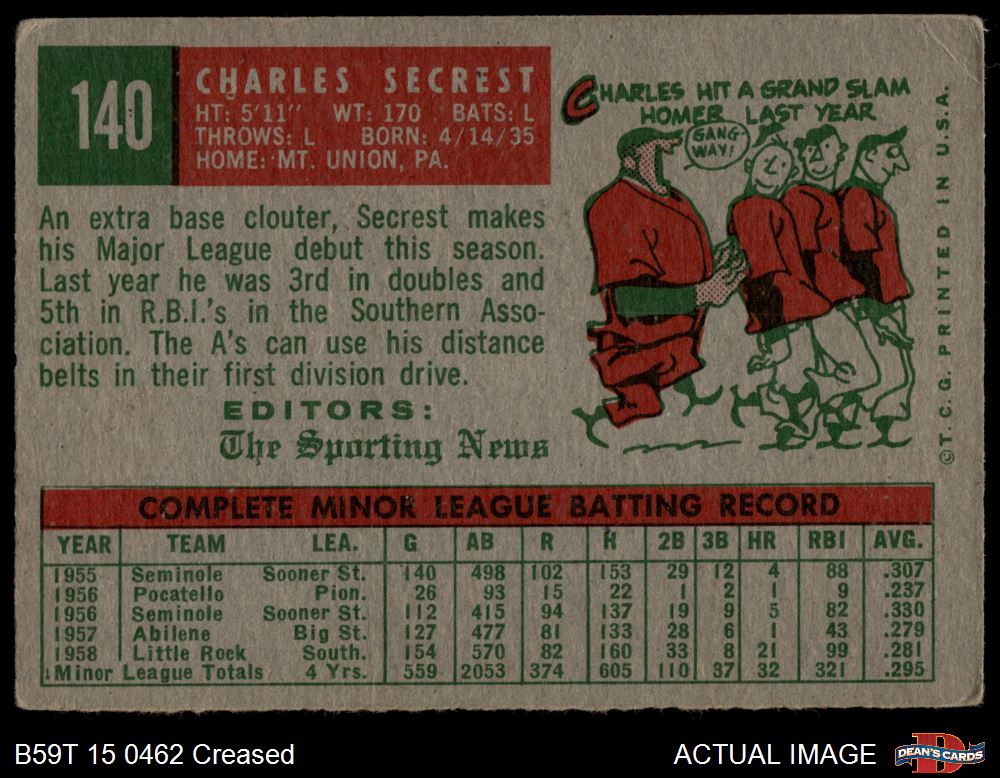 140
CHARLES SECREST
HT: 5'11" WT: 170 BATS: L
THROWS: L BORN: 4/14/35
HOME: MT. UNION, PA.
An extra base clouter, Secrest makes
his Major League debut this season.
Last year he was 3rd in doubles and
5th in R.B.I.'s in the Southern Asso-
ciation. The A's can use his distance
belts in their first division drive.
EDITORS:
The Sporting News
CHARLES HIT A GRAND SLAM
HOMER LAST YEAR
GANG-
WAY!
©T.C.G. PRINTED IN U.S.A.
COMPLETE MINOR LEAGUE BATTING RECORD
YEAR TEAM LEA. G AB R H 2B 3B HR RBI AVG.
1955 Seminole Sooner St. 140 498 102 153 29 12 4 88 .307
1956 Pocatello Pion. 26 93 15 22 1 2 1 9 .237
1956 Seminole Sooner St. 112 415 94 137 19 9 5 82 .330
1957 Abilene Big St. 127 477 81 133 28 6 1 43 .279
1958 Little Rock South. 154 570 82 160 33 8 21 99 .281
Minor League Totals 4 Yrs. 559 2053 374 605 110 37 32 321 .295
B59T 15 0462 Creased
ACTUAL IMAGE
DEAN'S CARDS